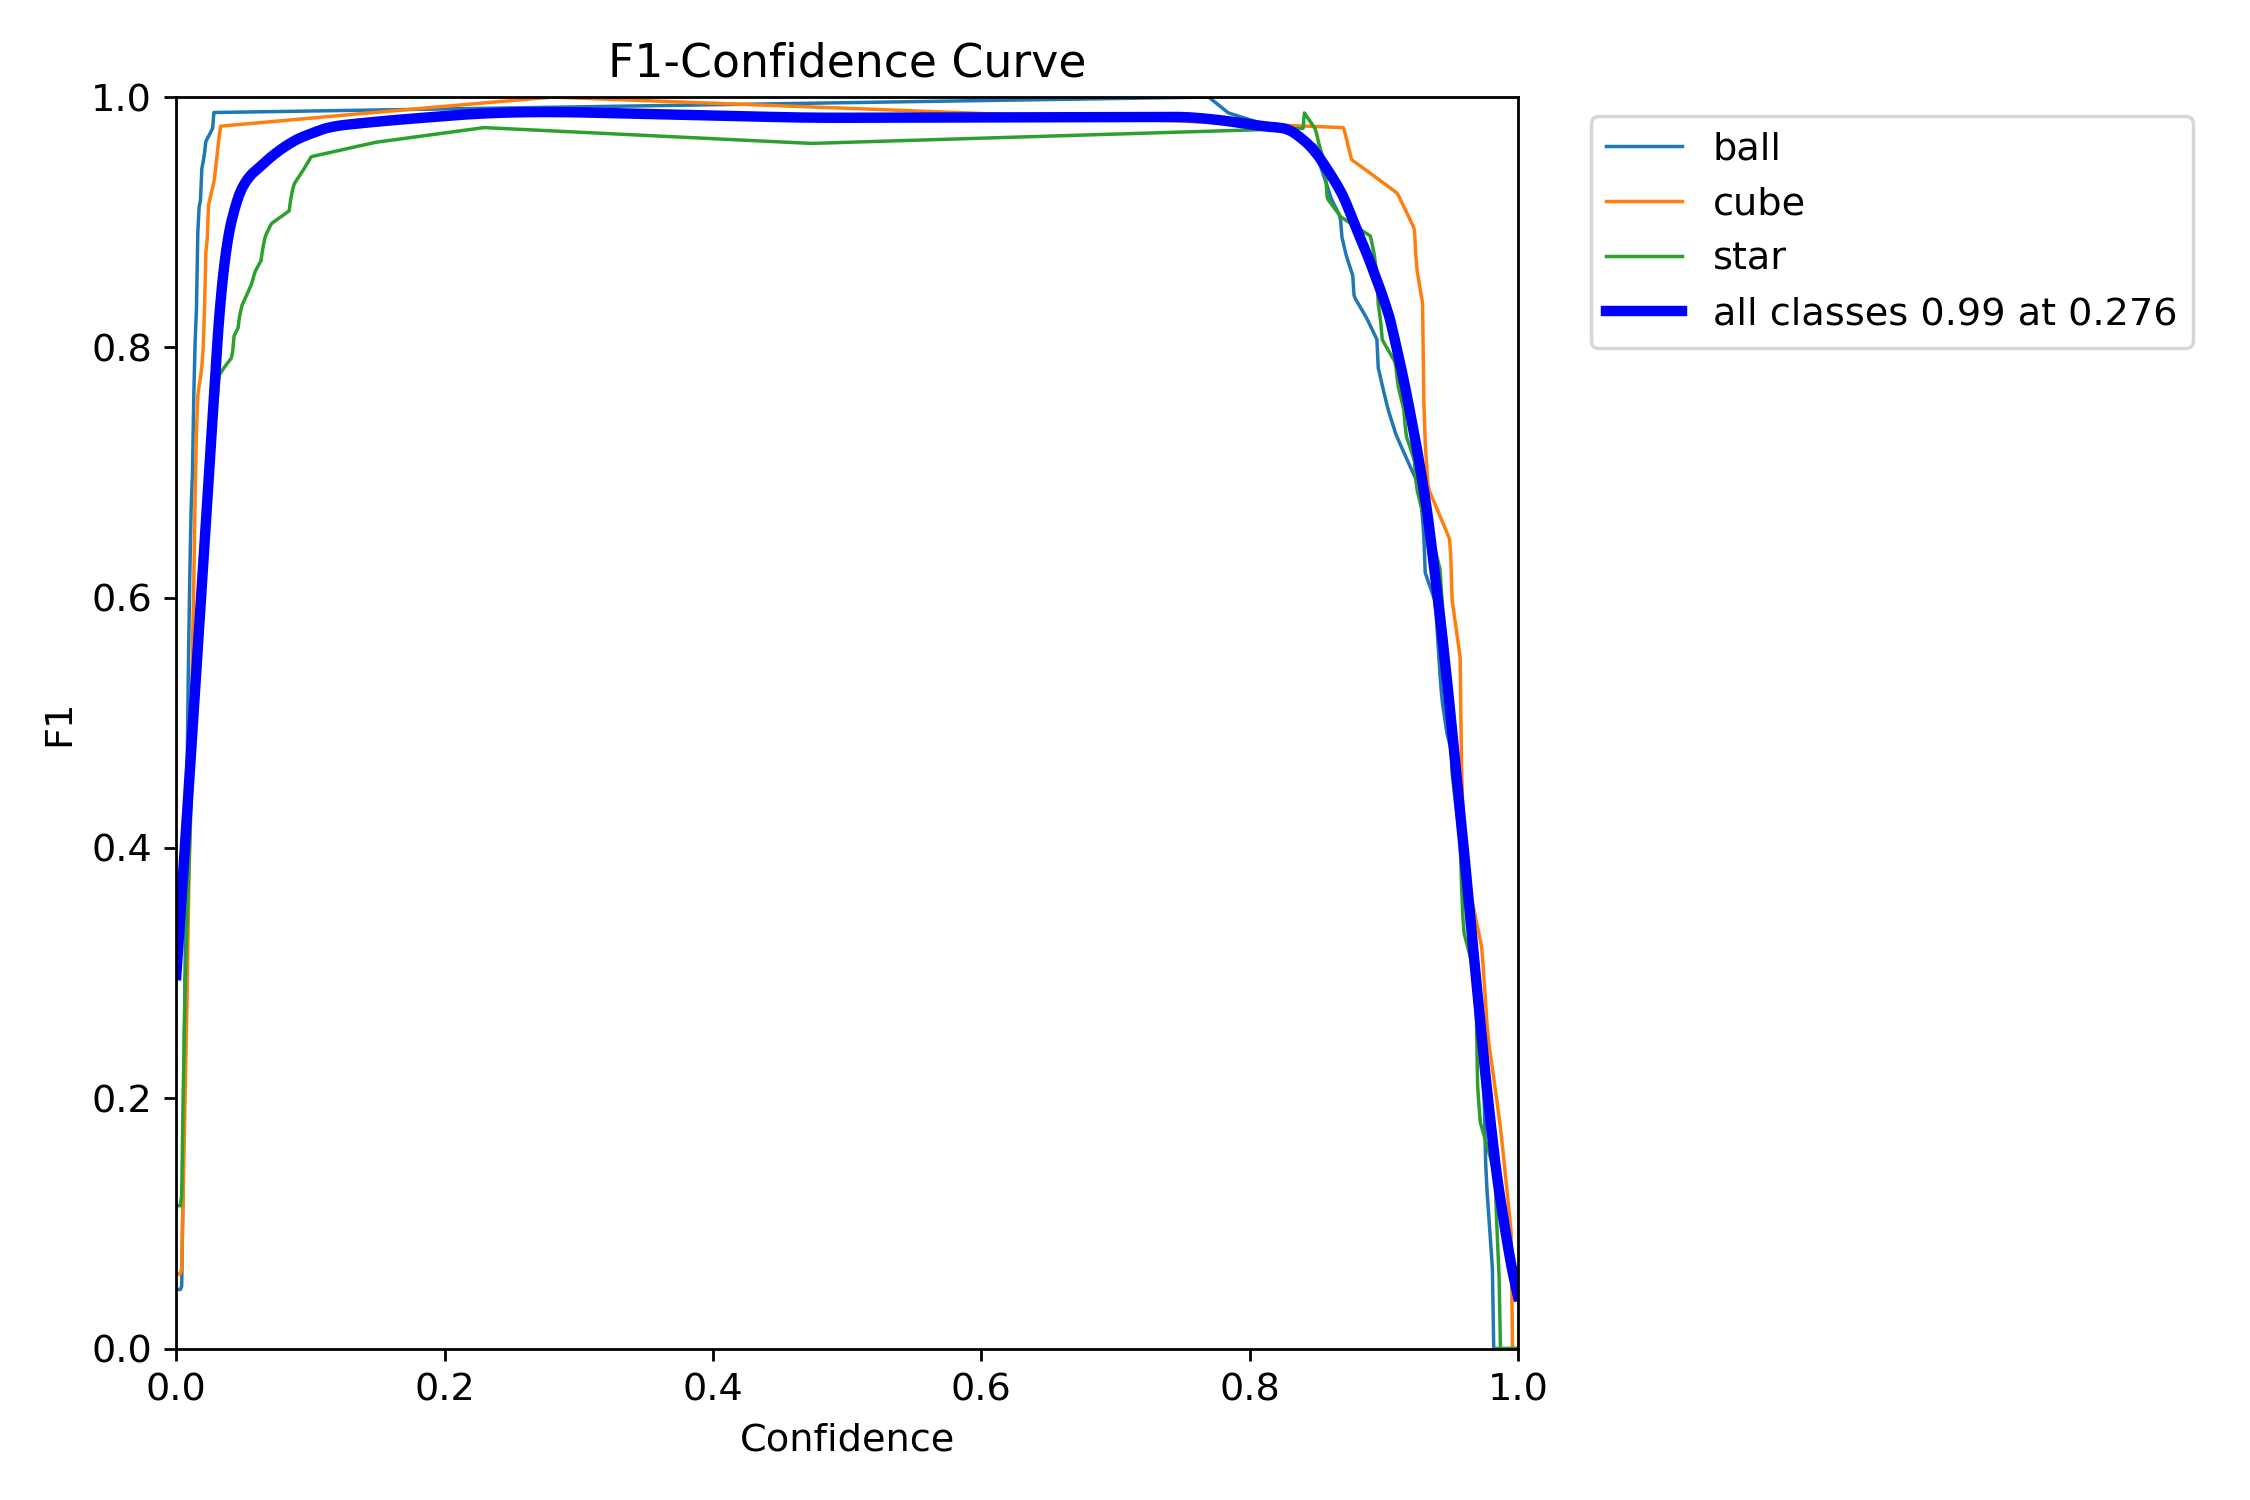 F1-Confidence Curve
1.0
0.8
0.6
0.4
0.2
0.0
F1
0.0 0.2 0.4 0.6 0.8 1.0
Confidence
ball
cube
star
all classes 0.99 at 0.276